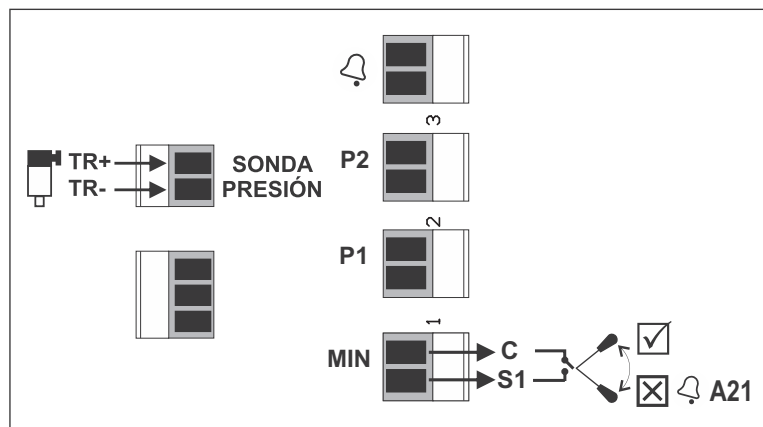 TR+
TR-
SONDA
PRESIÓN
3
P2
2
P1
1
MIN
C
S1
A21